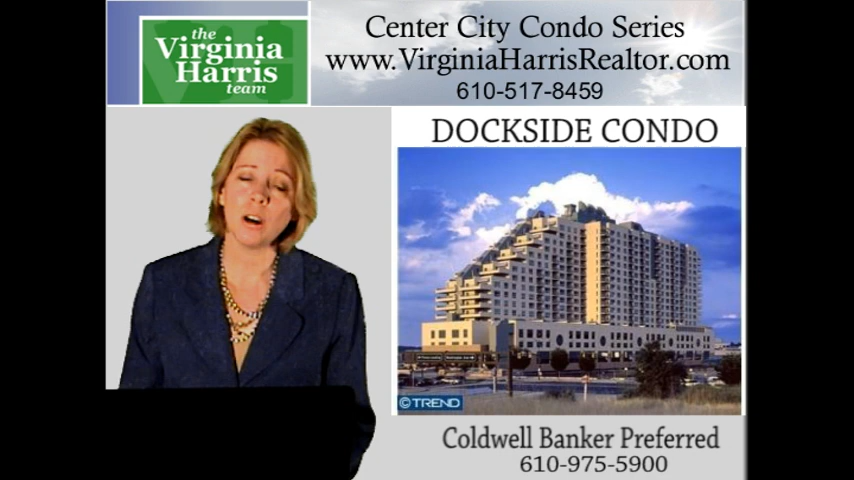 the
Virginia
Harris
team
Center City Condo Series
www.VirginiaHarrisRealtor.com
610-517-8459
DOCKSIDE CONDO
©TREND
Coldwell Banker Preferred
610-975-5900